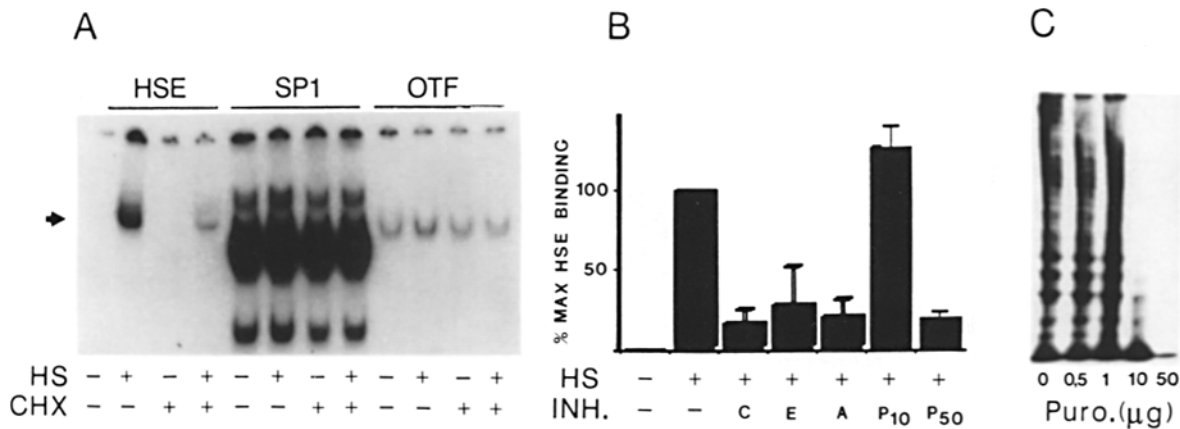 A
HSE SP1 OTF
HS – + – + – + – + – + – +
CHX – – + + – – + + – – + +
B
% MAX HSE BINDING
100
50
HS – + + + + + +
INH. – – C E A P10 P50
C
0 0,5 1 10 50
Puro.(µg)